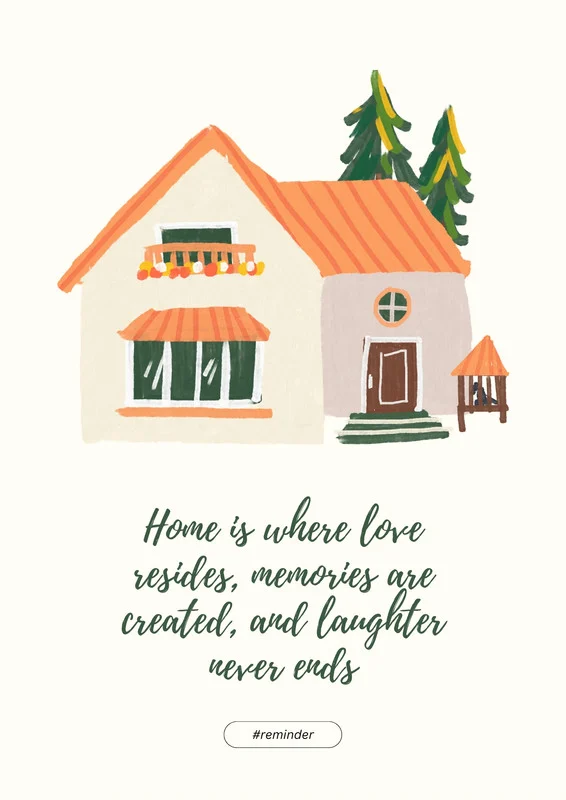 Home is where love
resides, memories are
created, and laughter
never ends
#reminder